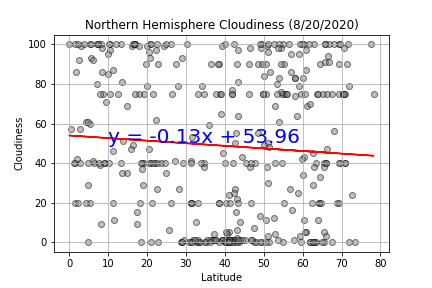 Northern Hemisphere Cloudiness (8/20/2020)
100
80
60
40
20
0
Cloudiness
y = -0.13x + 53.96
0 10 20 30 40 50 60 70 80
Latitude